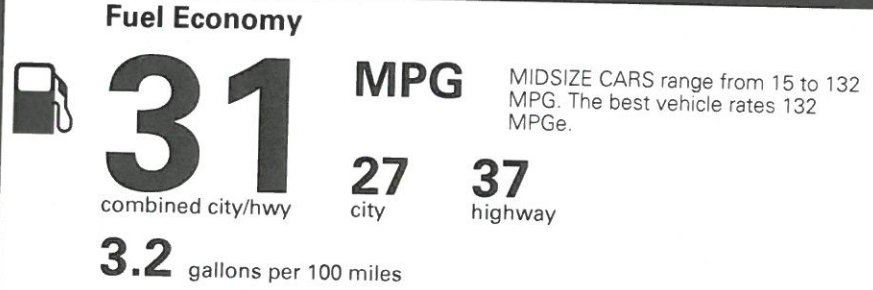 Fuel Economy
31 MPG
MIDSIZE CARS range from 15 to 132
MPG. The best vehicle rates 132
MPGe.
27 37
combined city/hwy city highway
3.2 gallons per 100 miles